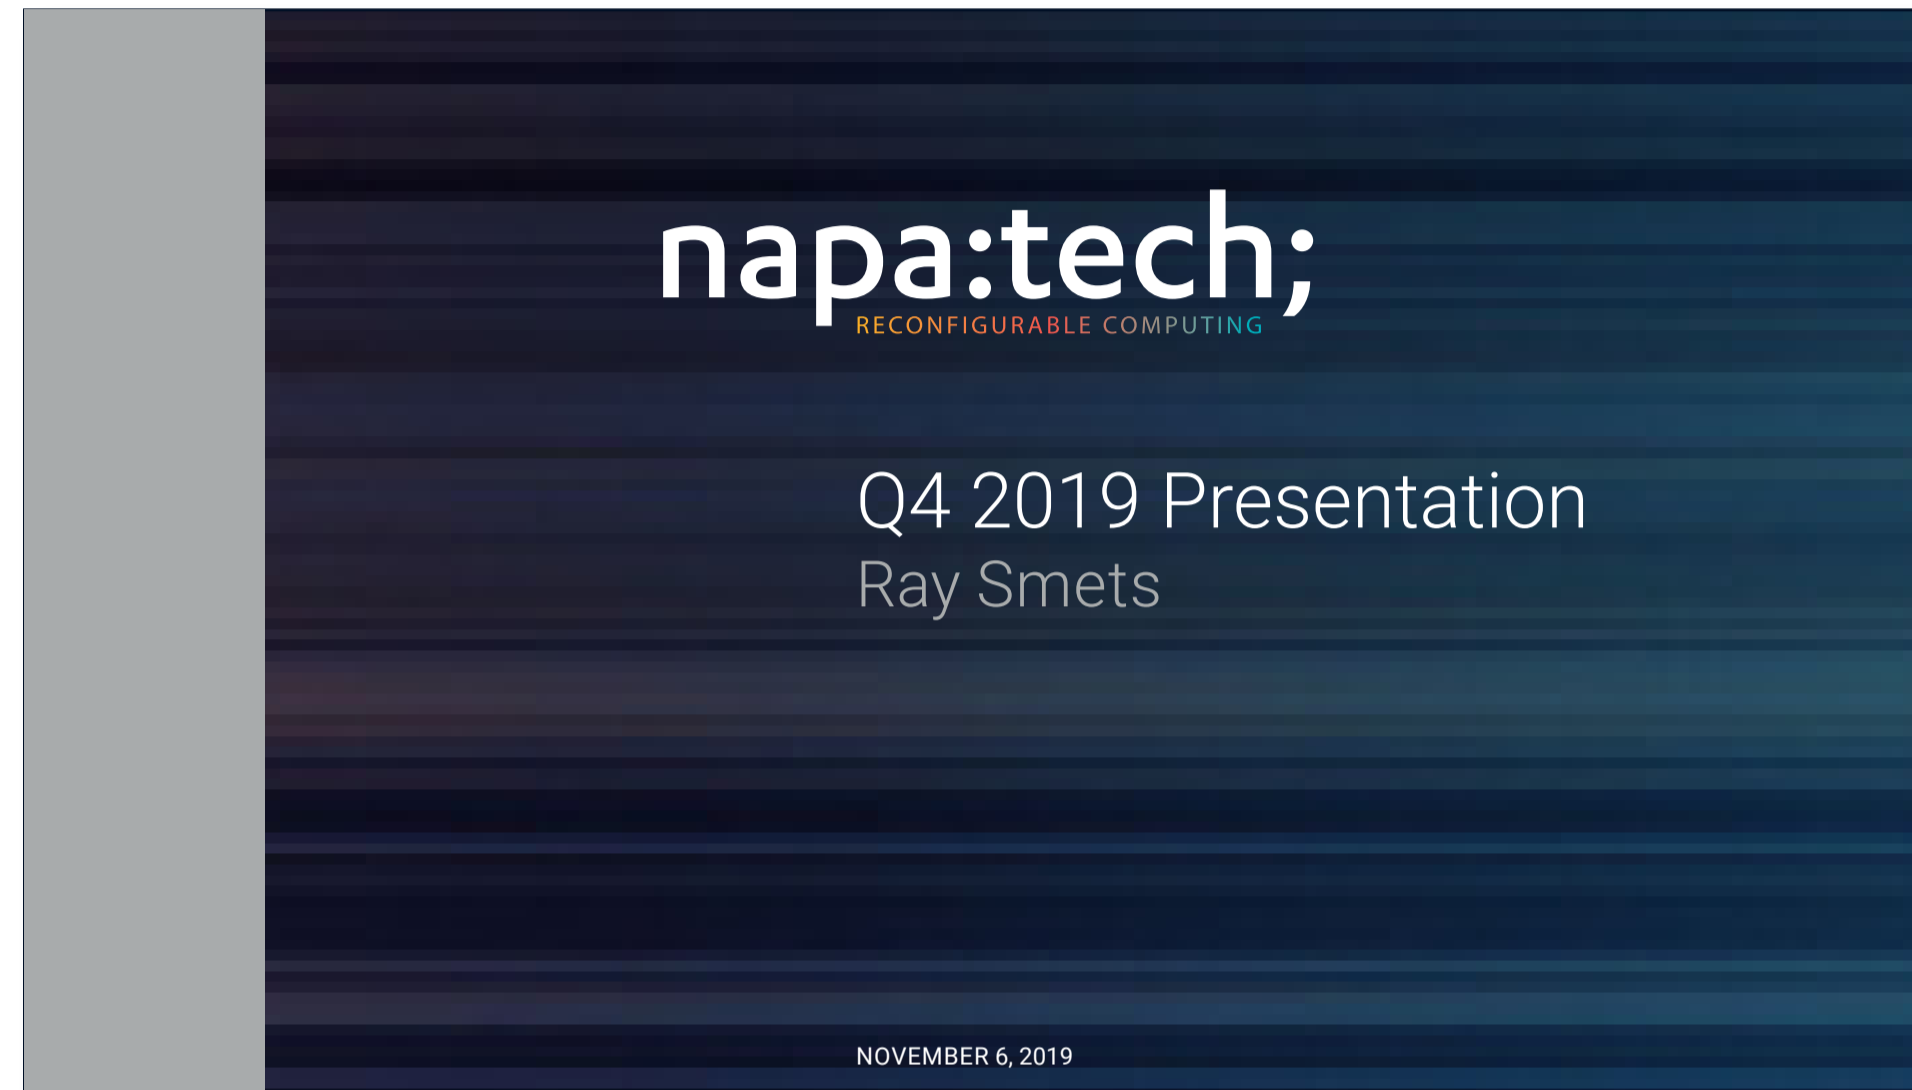 napa:tech;
RECONFIGURABLE COMPUTING
Q4 2019 Presentation
Ray Smets
NOVEMBER 6, 2019